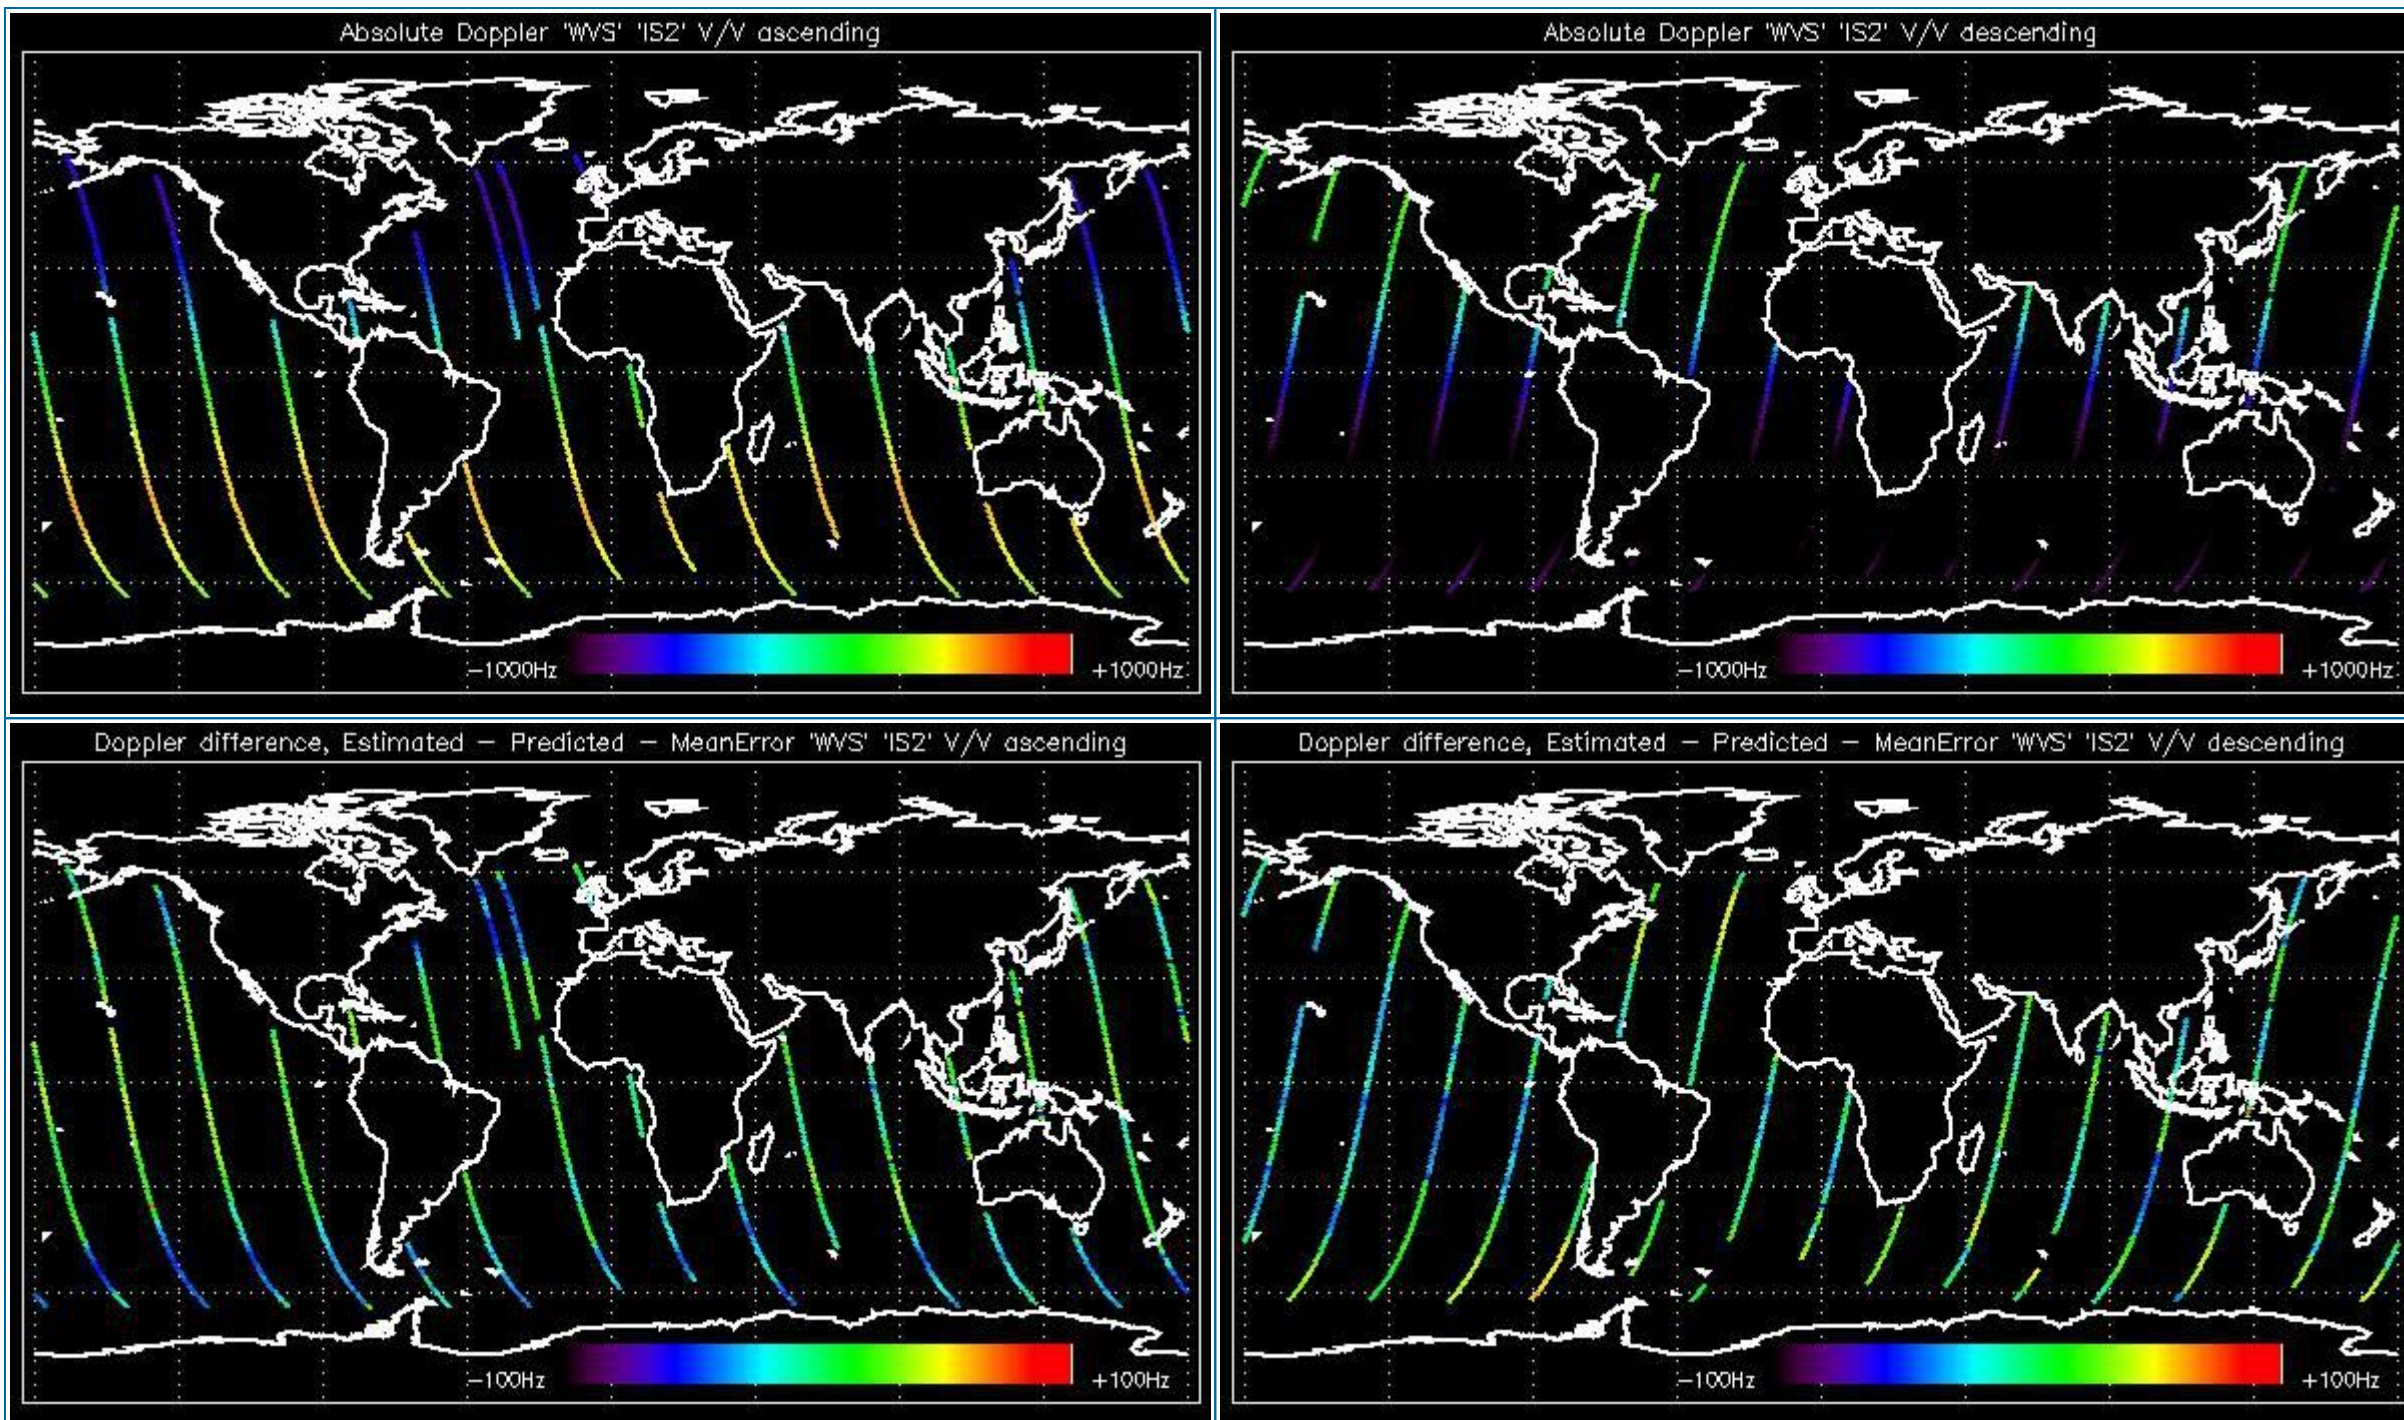 Absolute Doppler 'WVS' 'IS2' V/V ascending
-1000Hz
+1000Hz
Absolute Doppler 'WVS' 'IS2' V/V descending
-1000Hz
+1000Hz
Doppler difference, Estimated - Predicted - MeanError 'WVS' 'IS2' V/V ascending
-100Hz
+100Hz
Doppler difference, Estimated - Predicted - MeanError 'WVS' 'IS2' V/V descending
-100Hz
+100Hz